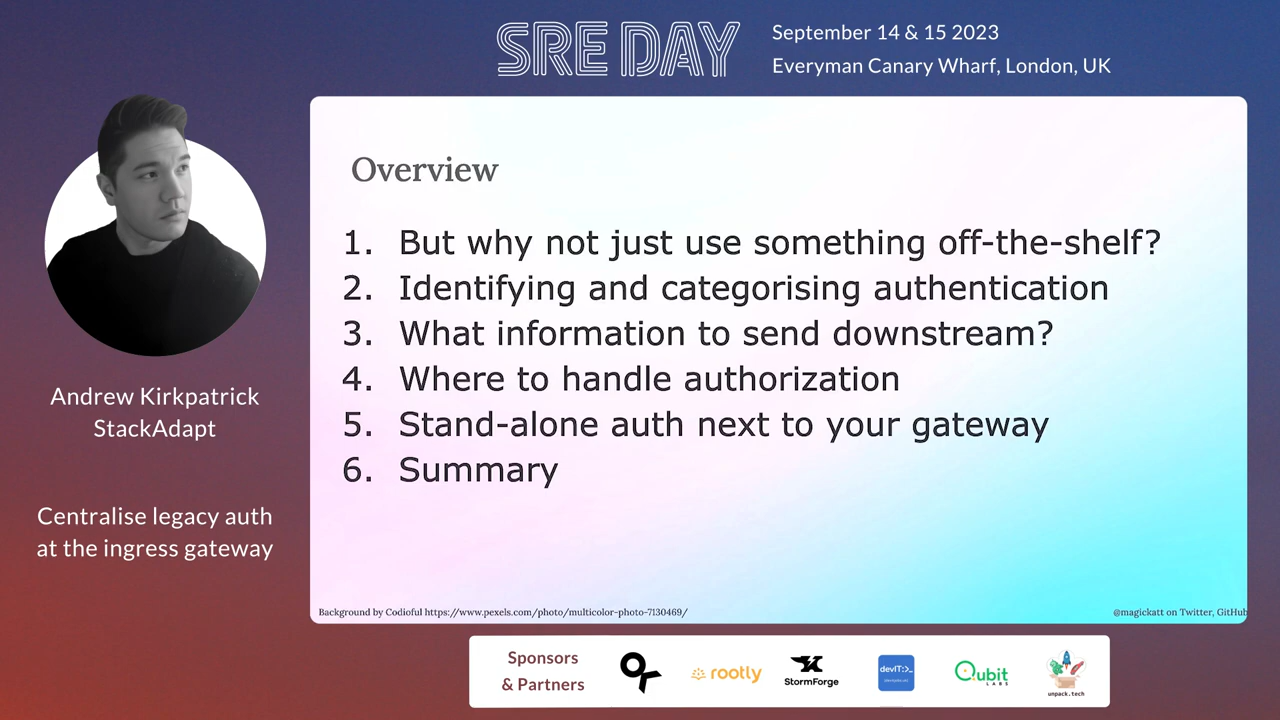 SRE DAY
September 14 & 15 2023
Everyman Canary Wharf, London, UK
Overview
1. But why not just use something off-the-shelf?
2. Identifying and categorising authentication
3. What information to send downstream?
4. Where to handle authorization
5. Stand-alone auth next to your gateway
6. Summary
Andrew Kirkpatrick
StackAdapt
Centralise legacy auth
at the ingress gateway
Background by Codioful https://www.pexels.com/photo/multicolor-photo-7130469/
@magickatt on Twitter, GitHub
Sponsors
& Partners
rootly
StormForge
devIT:>_
Qubit
LABS
unpack.tech